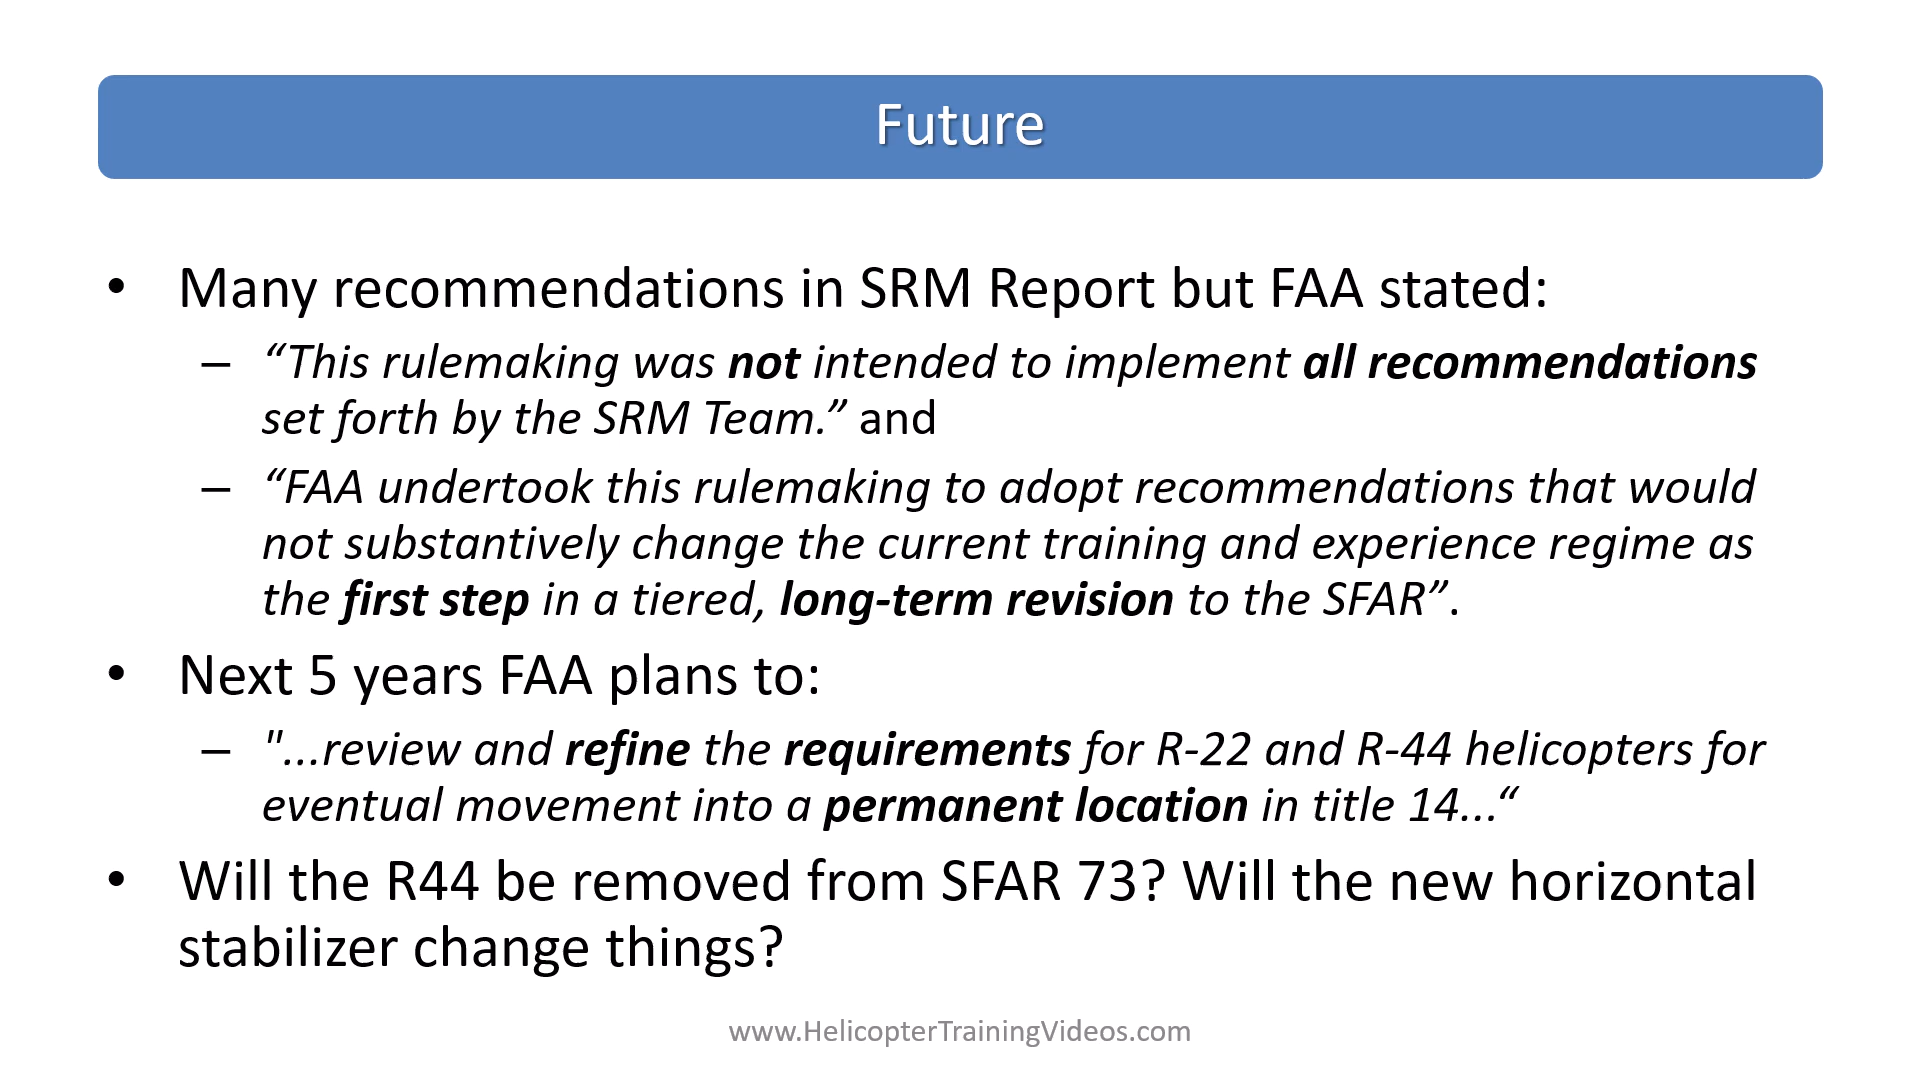 Future
• Many recommendations in SRM Report but FAA stated:
– “This rulemaking was not intended to implement all recommendations
set forth by the SRM Team.” and
– “FAA undertook this rulemaking to adopt recommendations that would
not substantively change the current training and experience regime as
the first step in a tiered, long-term revision to the SFAR”.
• Next 5 years FAA plans to:
– "...review and refine the requirements for R-22 and R-44 helicopters for
eventual movement into a permanent location in title 14...“
• Will the R44 be removed from SFAR 73? Will the new horizontal
stabilizer change things?
www.HelicopterTrainingVideos.com